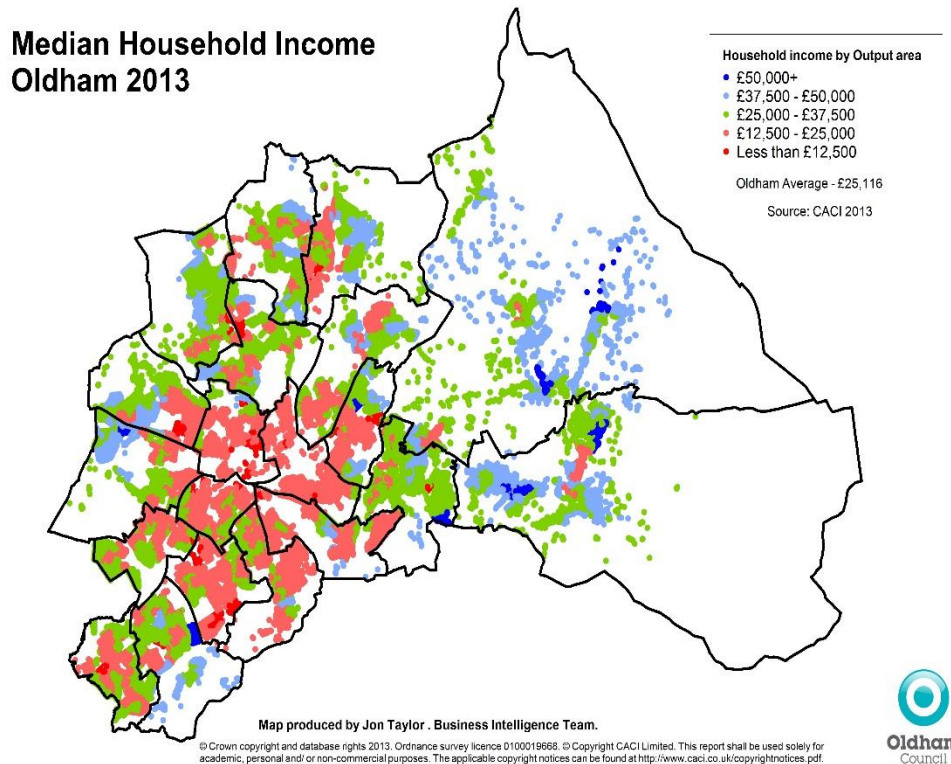 Median Household Income
Oldham 2013
Household income by Output area
£50,000+
£37,500 - £50,000
£25,000 - £37,500
£12,500 - £25,000
Less than £12,500
Oldham Average - £25,116
Source: CACI 2013
Map produced by Jon Taylor . Business Intelligence Team.
© Crown copyright and database rights 2013. Ordnance survey licence 0100019668. © Copyright CACI Limited. This report shall be used solely for
academic, personal and/ or non-commercial purposes. The applicable copyright notices can be found at http://www.caci.co.uk/copyrightnotices.pdf.
Oldham
Council